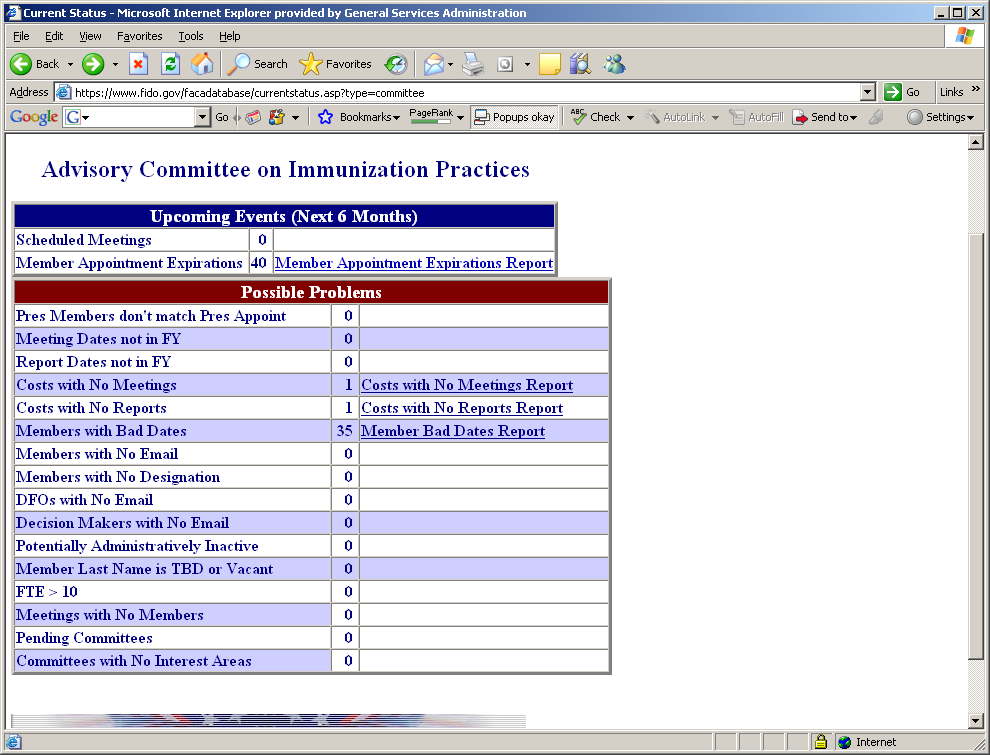 Current Status - Microsoft Internet Explorer provided by General Services Administration
File Edit View Favorites Tools Help
Back Search Favorites
Address https://www.fido.gov/facadatabase/currentstatus.asp?type=committee Go Links »
Google G Go Bookmarks PageRank Popups okay ABC Check AutoLink AutoFill Send to Settings
Advisory Committee on Immunization Practices
Upcoming Events (Next 6 Months)
Scheduled Meetings 0
Member Appointment Expirations 40 Member Appointment Expirations Report
Possible Problems
Pres Members don't match Pres Appoint 0
Meeting Dates not in FY 0
Report Dates not in FY 0
Costs with No Meetings 1 Costs with No Meetings Report
Costs with No Reports 1 Costs with No Reports Report
Members with Bad Dates 35 Member Bad Dates Report
Members with No Email 0
Members with No Designation 0
DFOs with No Email 0
Decision Makers with No Email 0
Potentially Administratively Inactive 0
Member Last Name is TBD or Vacant 0
FTE > 10 0
Meetings with No Members 0
Pending Committees 0
Committees with No Interest Areas 0
Internet